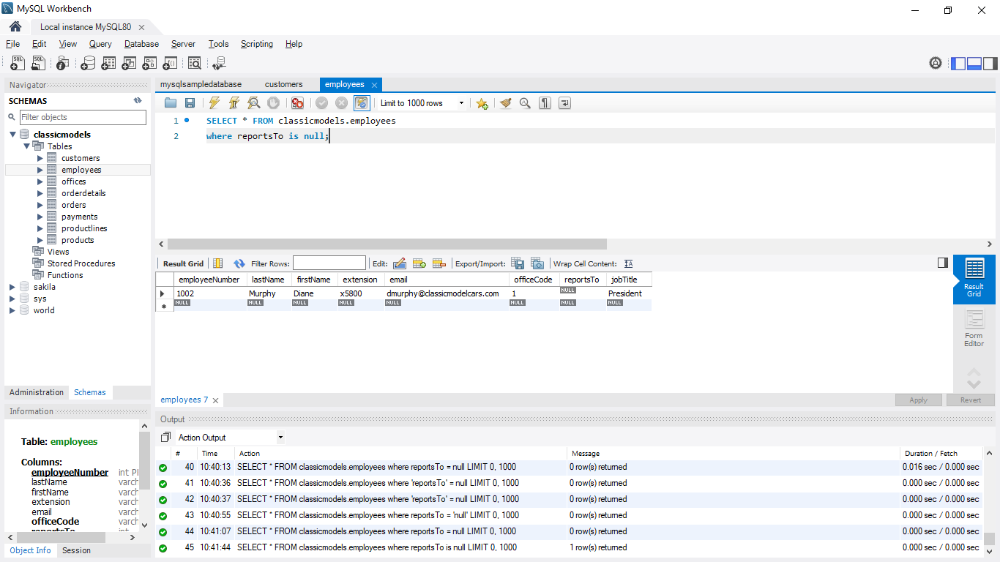 MySQL Workbench
Local instance MySQL80
File Edit View Query Database Server Tools Scripting Help
Navigator
SCHEMAS
Filter objects
classicmodels
Tables
customers
employees
offices
orderdetails
orders
payments
productlines
products
Views
Stored Procedures
Functions
sakila
sys
world
Administration Schemas
Information
Table: employees
Columns:
employeeNumber int PI
lastName varch
firstName varch
extension varch
email varch
officeCode varch
reportsTo int
Object Info Session
mysqlsampledatabase customers employees
Limit to 1000 rows
1 SELECT * FROM classicmodels.employees
2 where reportsTo is null;
Result Grid Filter Rows: Edit: Export/Import: Wrap Cell Content:
employeeNumber lastName firstName extension email officeCode reportsTo jobTitle
1002 Murphy Diane x5800 dmurphy@classicmodelcars.com 1 NULL President
NULL NULL NULL NULL NULL NULL NULL NULL
Result Grid
Form Editor
employees 7
Apply Revert
Output
Action Output
# Time Action Message Duration / Fetch
40 10:40:13 SELECT * FROM classicmodels.employees where reportsTo = null LIMIT 0, 1000 0 row(s) returned 0.016 sec / 0.000 sec
41 10:40:36 SELECT * FROM classicmodels.employees where 'reportsTo' = null LIMIT 0, 1000 0 row(s) returned 0.000 sec / 0.000 sec
42 10:40:37 SELECT * FROM classicmodels.employees where 'reportsTo' = null LIMIT 0, 1000 0 row(s) returned 0.000 sec / 0.000 sec
43 10:40:55 SELECT * FROM classicmodels.employees where reportsTo = 'null' LIMIT 0, 1000 0 row(s) returned 0.000 sec / 0.000 sec
44 10:41:07 SELECT * FROM classicmodels.employees where reportsTo = null LIMIT 0, 1000 0 row(s) returned 0.000 sec / 0.000 sec
45 10:41:44 SELECT * FROM classicmodels.employees where reportsTo is null LIMIT 0, 1000 1 row(s) returned 0.000 sec / 0.000 sec